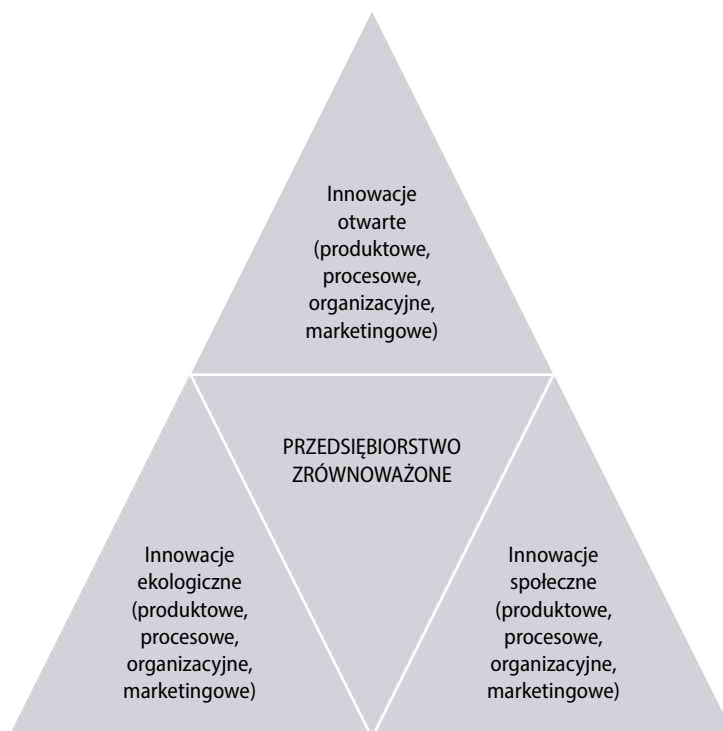 Innowacje
otwarte
(produktowe,
procesowe,
organizacyjne,
marketingowe)
PRZEDSIĘBIORSTWO
ZRÓWNOWAŻONE
Innowacje
ekologiczne
(produktowe,
procesowe,
organizacyjne,
marketingowe)
Innowacje
społeczne
(produktowe,
procesowe,
organizacyjne,
marketingowe)